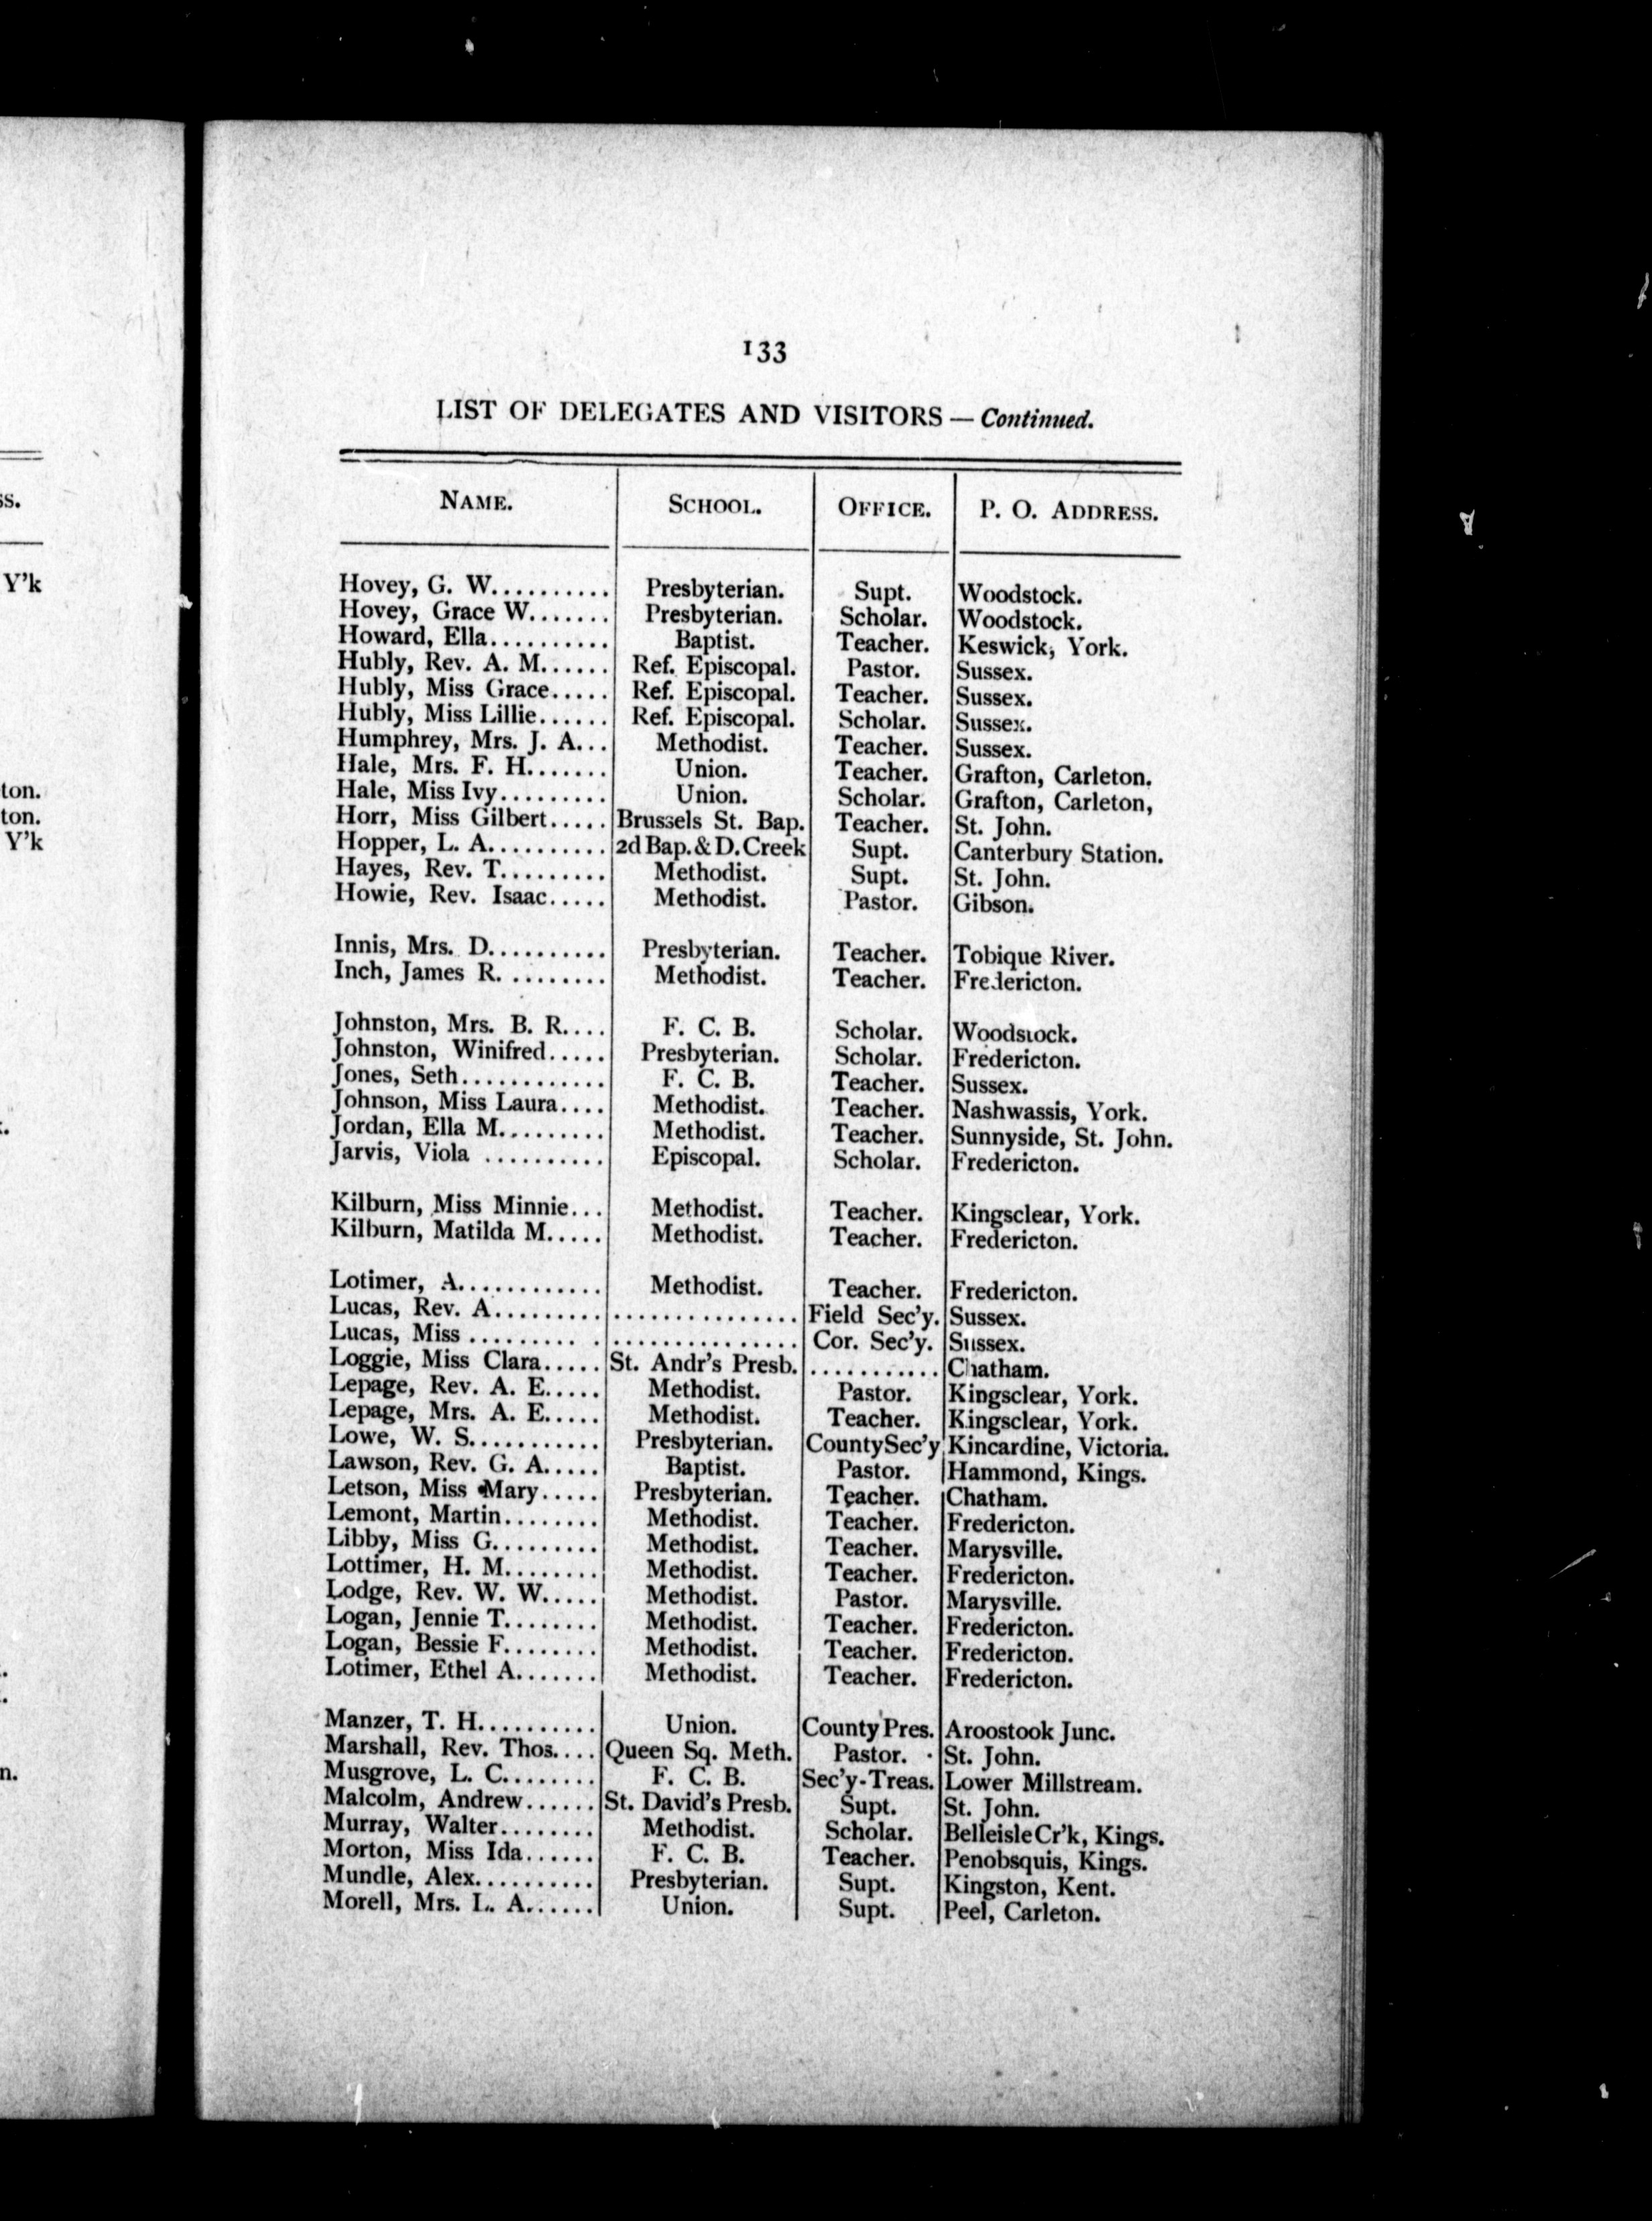 133
LIST OF DELEGATES AND VISITORS — Continued.
NAME. SCHOOL. OFFICE. P. O. ADDRESS.
Hovey, G. W.......... Presbyterian. Supt. Woodstock.
Hovey, Grace W....... Presbyterian. Scholar. Woodstock.
Howard, Ella.......... Baptist. Teacher. Keswick, York.
Hubly, Rev. A. M...... Ref. Episcopal. Pastor. Sussex.
Hubly, Miss Grace..... Ref. Episcopal. Teacher. Sussex.
Hubly, Miss Lillie...... Ref. Episcopal. Scholar. Sussex.
Humphrey, Mrs. J. A... Methodist. Teacher. Sussex.
Hale, Mrs. F. H....... Union. Teacher. Grafton, Carleton.
Hale, Miss Ivy......... Union. Scholar. Grafton, Carleton,
Horr, Miss Gilbert..... Brussels St. Bap. Teacher. St. John.
Hopper, L. A.......... 2d Bap. & D. Creek Supt. Canterbury Station.
Hayes, Rev. T......... Methodist. Supt. St. John.
Howie, Rev. Isaac..... Methodist. Pastor. Gibson.
Innis, Mrs. D.......... Presbyterian. Teacher. Tobique River.
Inch, James R. ........ Methodist. Teacher. Fredericton.
Johnston, Mrs. B. R.... F. C. B. Scholar. Woodstock.
Johnston, Winifred..... Presbyterian. Scholar. Fredericton.
Jones, Seth............ F. C. B. Teacher. Sussex.
Johnson, Miss Laura.... Methodist. Teacher. Nashwassis, York.
Jordan, Ella M......... Methodist. Teacher. Sunnyside, St. John.
Jarvis, Viola .......... Episcopal. Scholar. Fredericton.
Kilburn, Miss Minnie... Methodist. Teacher. Kingsclear, York.
Kilburn, Matilda M..... Methodist. Teacher. Fredericton.
Lotimer, A............ Methodist. Teacher. Fredericton.
Lucas, Rev. A......... ............... Field Sec'y. Sussex.
Lucas, Miss ......... . ............... Cor. Sec'y. Sussex.
Loggie, Miss Clara..... St. Andr's Presb. ........... Chatham.
Lepage, Rev. A. E..... Methodist. Pastor. Kingsclear, York.
Lepage, Mrs. A. E..... Methodist. Teacher. Kingsclear, York.
Lowe, W. S........... Presbyterian. County Sec'y Kincardine, Victoria.
Lawson, Rev. G. A..... Baptist. Pastor. Hammond, Kings.
Letson, Miss Mary..... Presbyterian. Teacher. Chatham.
Lemont, Martin........ Methodist. Teacher. Fredericton.
Libby, Miss G......... Methodist. Teacher. Marysville.
Lottimer, H. M........ Methodist. Teacher. Fredericton.
Lodge, Rev. W. W..... Methodist. Pastor. Marysville.
Logan, Jennie T........ Methodist. Teacher. Fredericton.
Logan, Bessie F........ Methodist. Teacher. Fredericton.
Lotimer, Ethel A....... Methodist. Teacher. Fredericton.
Manzer, T. H.......... Union. County Pres. Aroostook Junc.
Marshall, Rev. Thos.... Queen Sq. Meth. Pastor. St. John.
Musgrove, L. C........ F. C. B. Sec'y-Treas. Lower Millstream.
Malcolm, Andrew...... St. David's Presb. Supt. St. John.
Murray, Walter........ Methodist. Scholar. Belleisle Cr'k, Kings.
Morton, Miss Ida...... F. C. B. Teacher. Penobsquis, Kings.
Mundle, Alex.......... Presbyterian. Supt. Kingston, Kent.
Morell, Mrs. L. A...... Union. Supt. Peel, Carleton.
ss.
Y'k
ton.
ton.
Y'k
n.